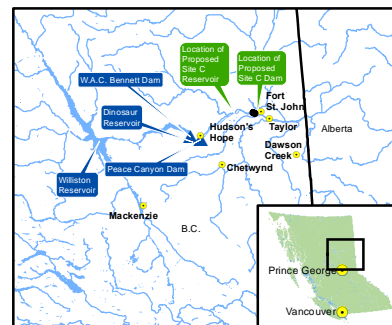 Location of
Proposed
Site C
Reservoir
Location of
Proposed
Site C Dam
W.A.C. Bennett Dam
Dinosaur
Reservoir
Fort
St. John
Hudson's
Hope
Taylor
Alberta
Dawson
Creek
Peace Canyon Dam
Chetwynd
Williston
Reservoir
Mackenzie
B.C.
Prince George
Vancouver